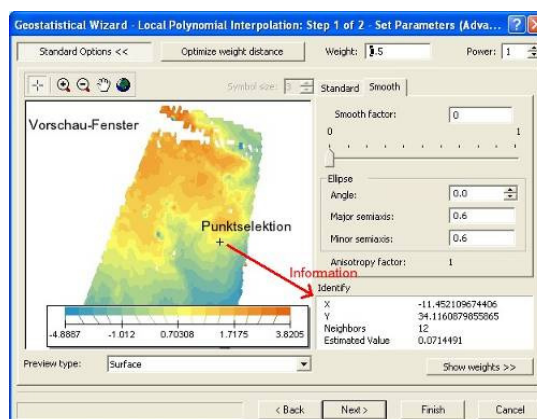 Geostatistical Wizard - Local Polynomial Interpolation: Step 1 of 2 - Set Parameters (Adva...
Standard Options <<
Optimize weight distance
Weight: .5
Power: 1
Symbol size: 3
Standard
Smooth
Vorschau-Fenster
Smooth factor: 0
0 1
Ellipse
Angle: 0.0
Major semiaxis: 0.6
Minor semiaxis: 0.6
Punktselektion
Anisotropy factor: 1
Information
Identify
X -11.452109674406
Y 34.1160879855865
Neighbors 12
Estimated Value 0.0714491
-4.8887 -1.012 0.70308 1.7175 3.8205
Preview type: Surface
Show weights >>
< Back
Next >
Finish
Cancel